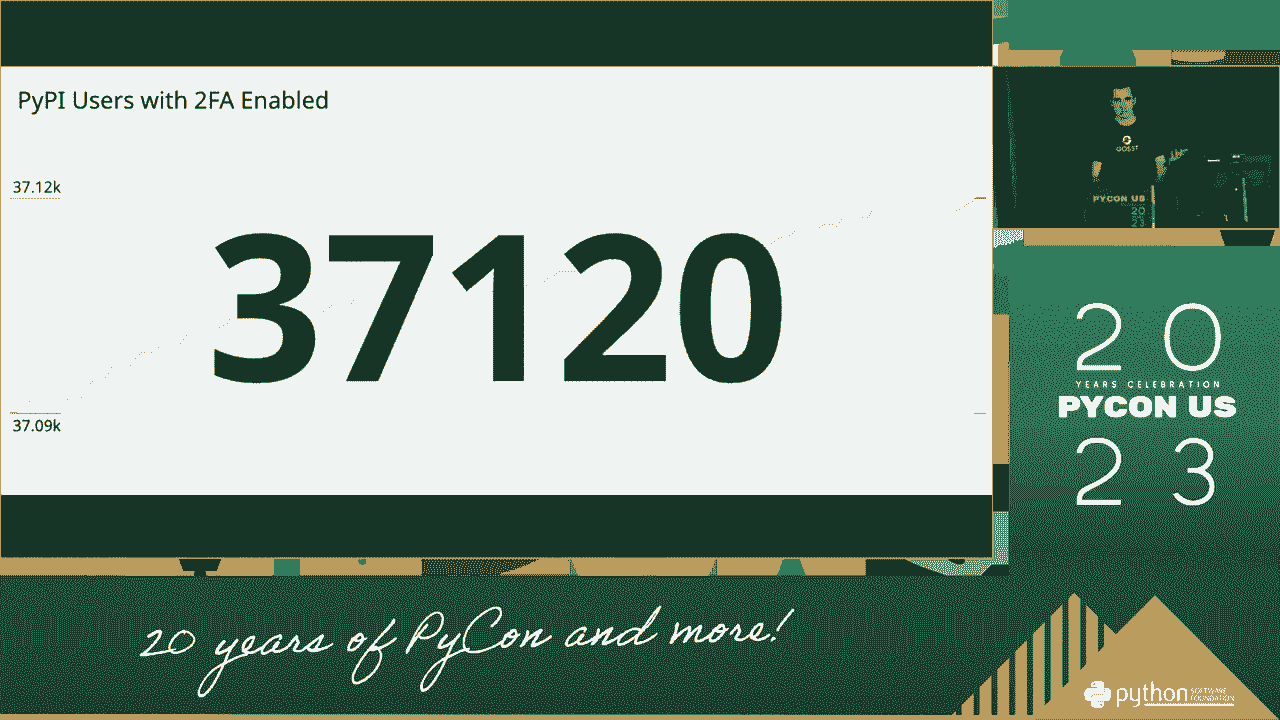 PyPI Users with 2FA Enabled
37.12k
37120
37.09k
GOSST
PYCON US
20
23
20
YEARS CELEBRATION
PYCON US
23
20 years of PyCon and more!
python SOFTWARE FOUNDATION